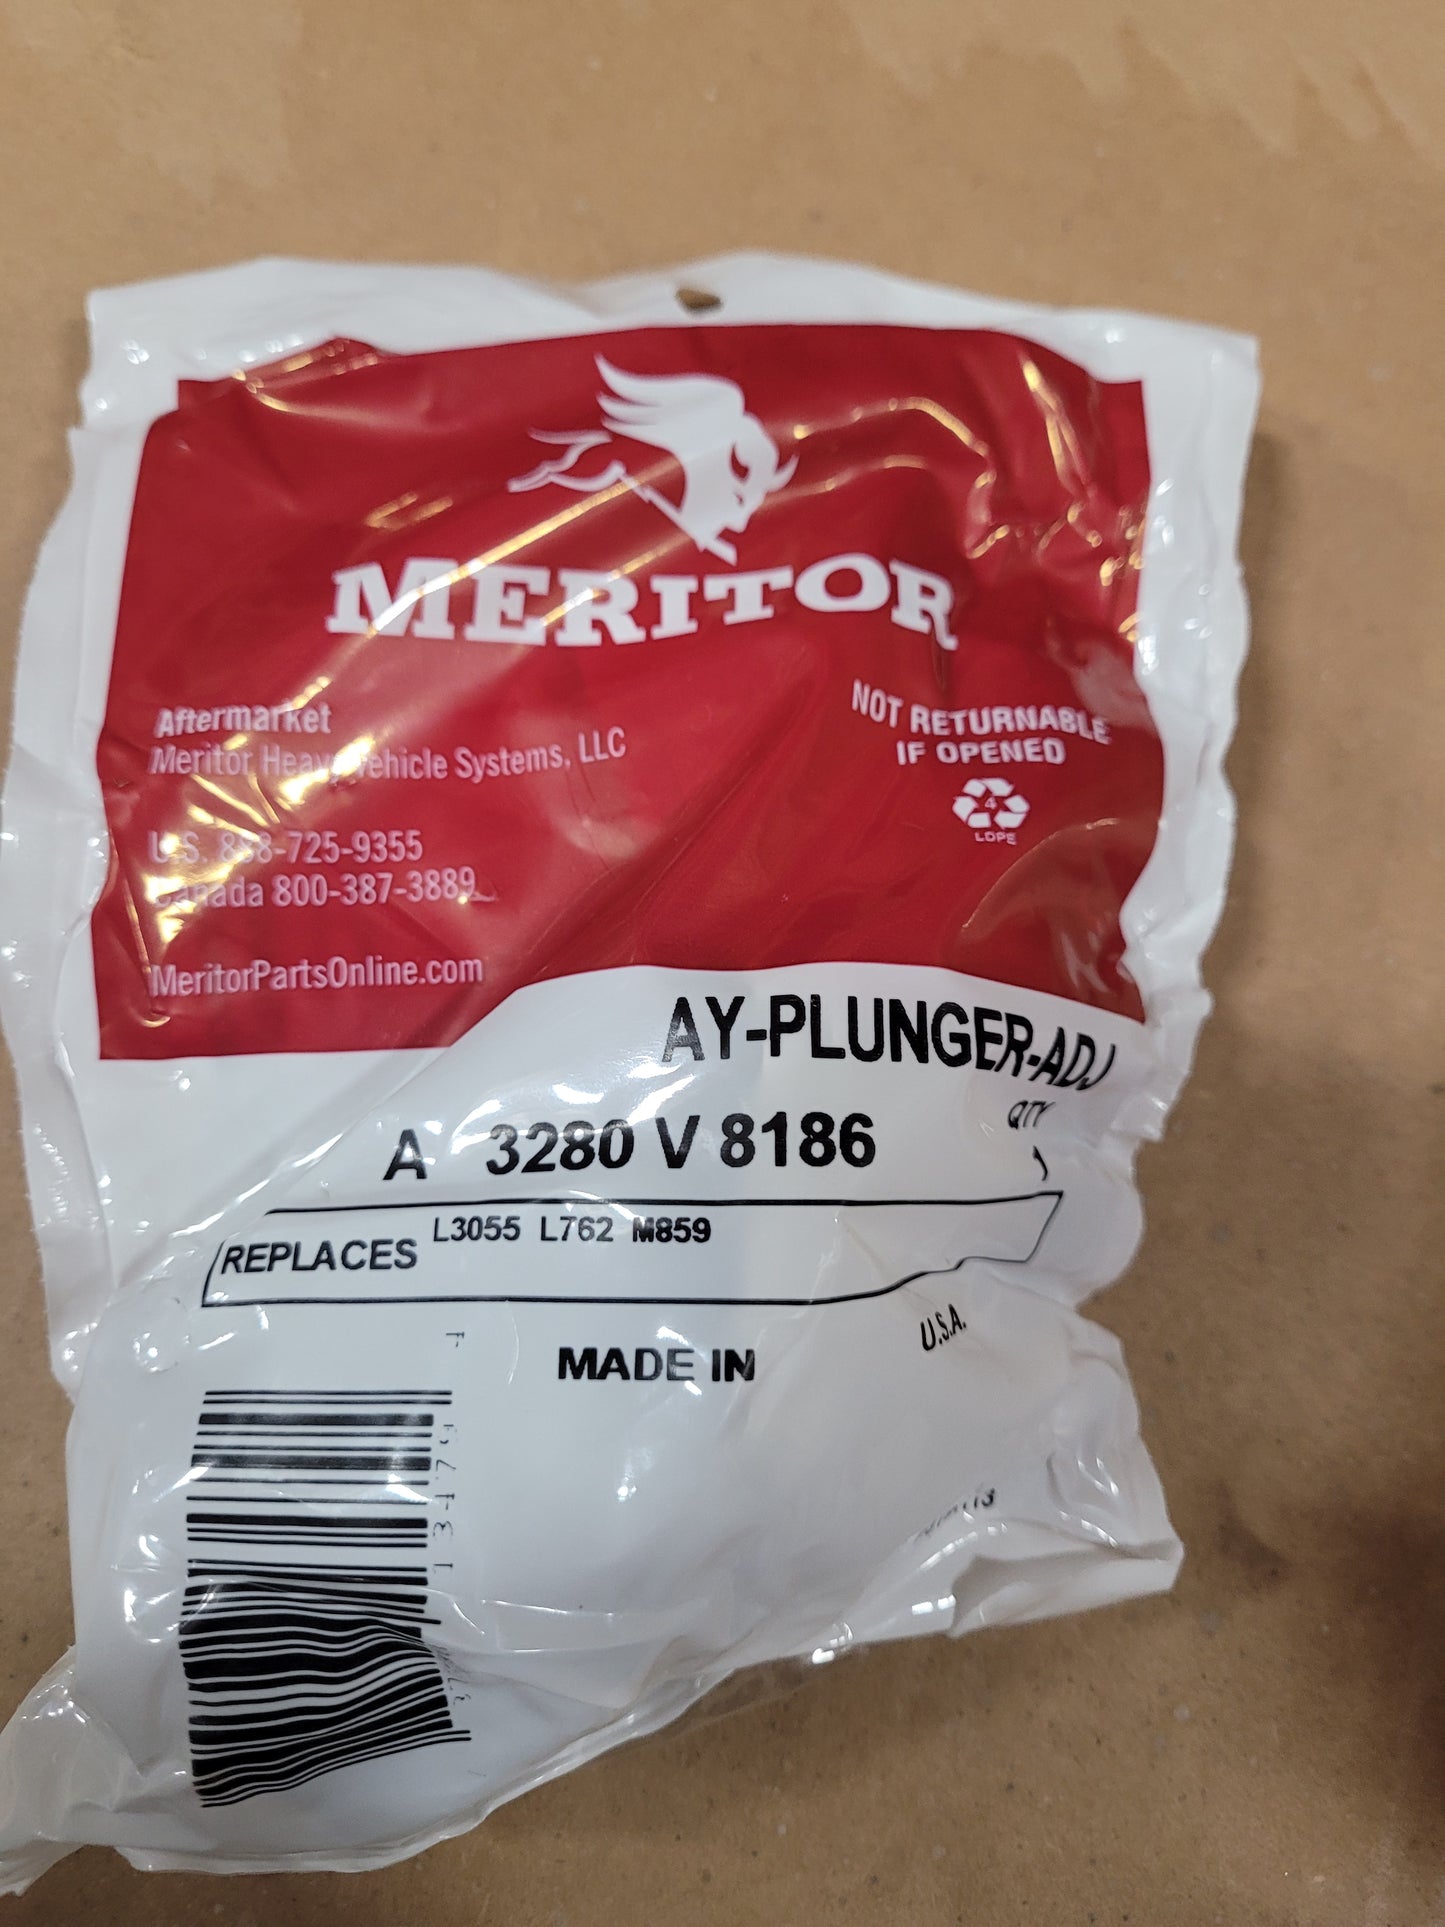 MERITOR
Aftermarket
Meritor Heavy Vehicle Systems, LLC
U.S. 888-725-9355
Canada 800-387-3889
MeritorPartsOnline.com
NOT RETURNABLE
IF OPENED
4
LDPE
AY-PLUNGER-ADJ
QTY
A 3280 V 8186
1
REPLACES L3055 L762 M859
MADE IN U.S.A.